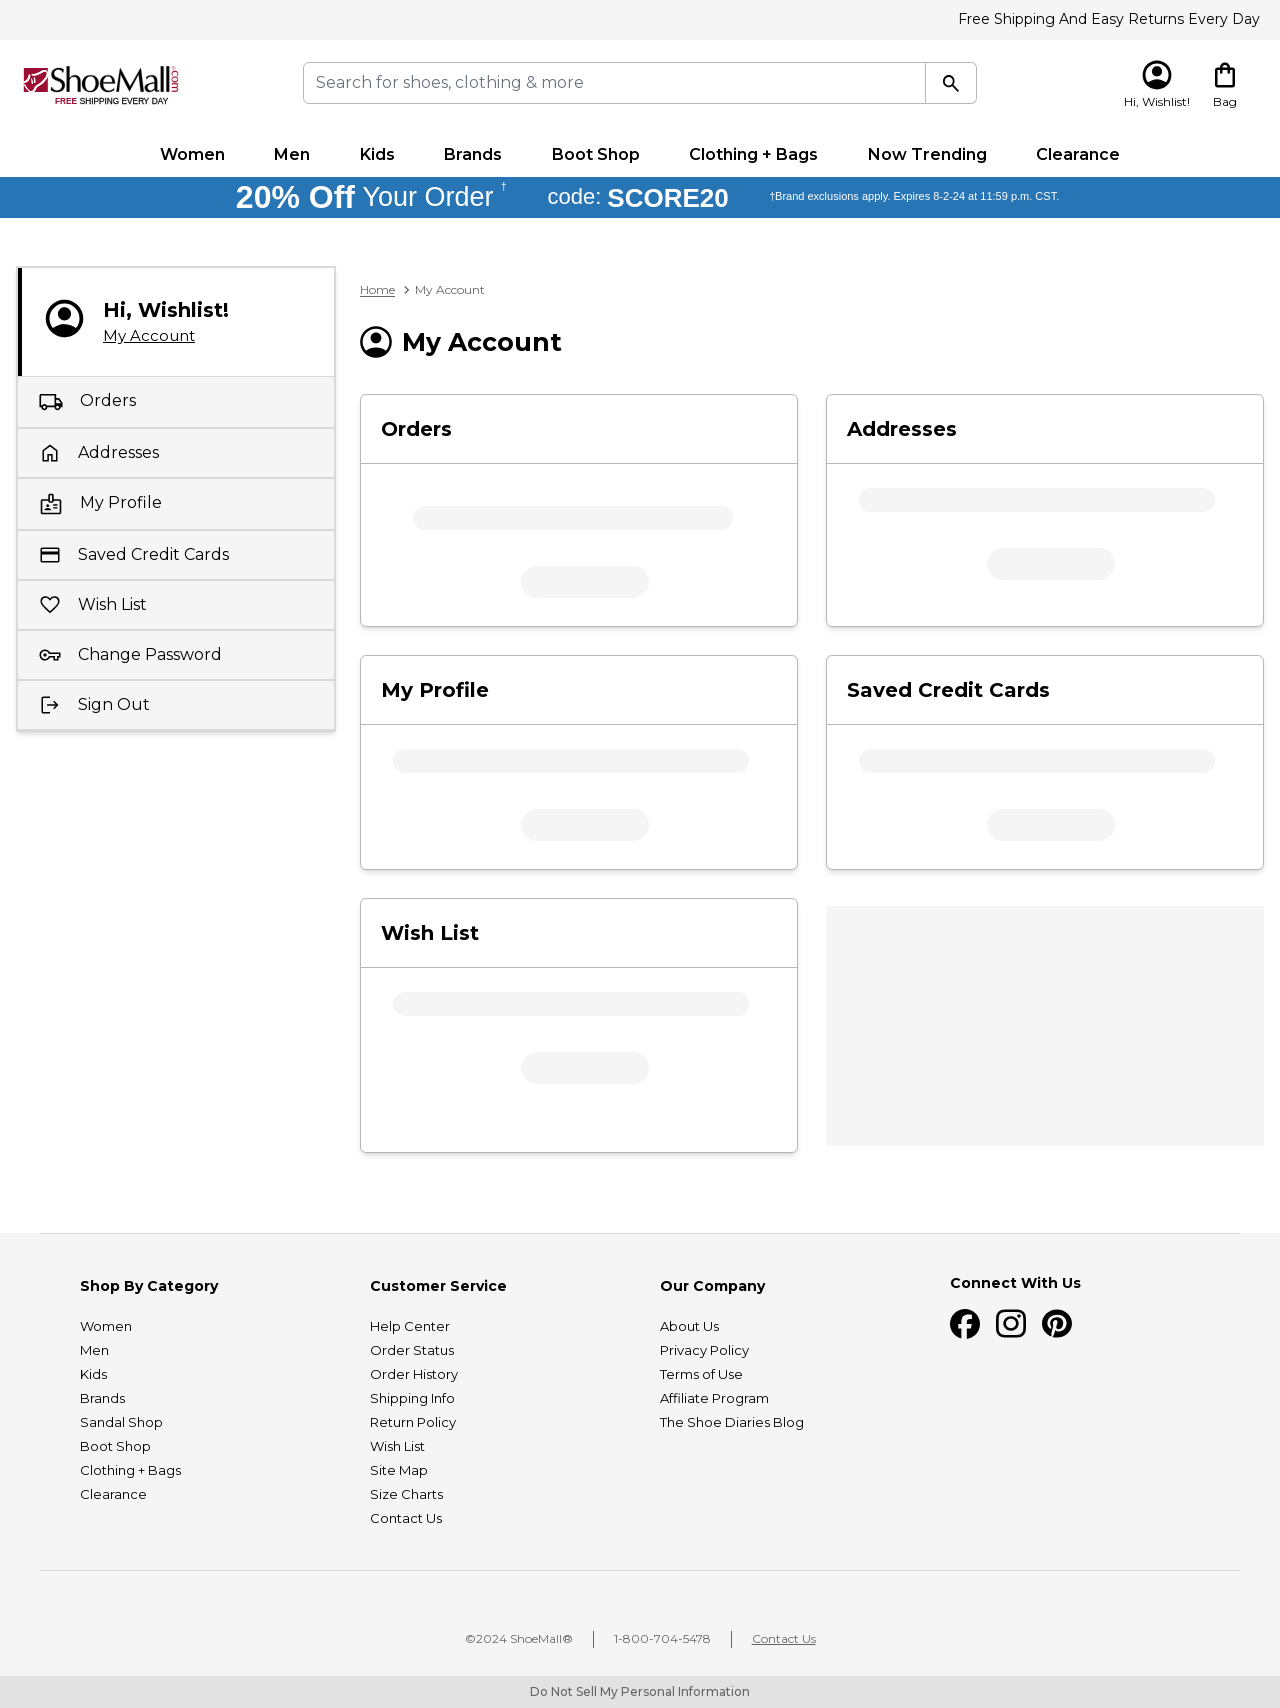 Free Shipping And Easy Returns Every Day
ShoeMall.com
FREE SHIPPING EVERY DAY
Search for shoes, clothing & more
Hi, Wishlist!
Bag
Women Men Kids Brands Boot Shop Clothing + Bags Now Trending Clearance
20% Off Your Order † code: SCORE20 †Brand exclusions apply. Expires 8-2-24 at 11:59 p.m. CST.
Hi, Wishlist!
My Account
Orders
Addresses
My Profile
Saved Credit Cards
Wish List
Change Password
Sign Out
Home My Account
My Account
Orders
Addresses
My Profile
Saved Credit Cards
Wish List
Shop By Category
Women
Men
Kids
Brands
Sandal Shop
Boot Shop
Clothing + Bags
Clearance
Customer Service
Help Center
Order Status
Order History
Shipping Info
Return Policy
Wish List
Site Map
Size Charts
Contact Us
Our Company
About Us
Privacy Policy
Terms of Use
Affiliate Program
The Shoe Diaries Blog
Connect With Us
©2024 ShoeMall® 1-800-704-5478 Contact Us
Do Not Sell My Personal Information